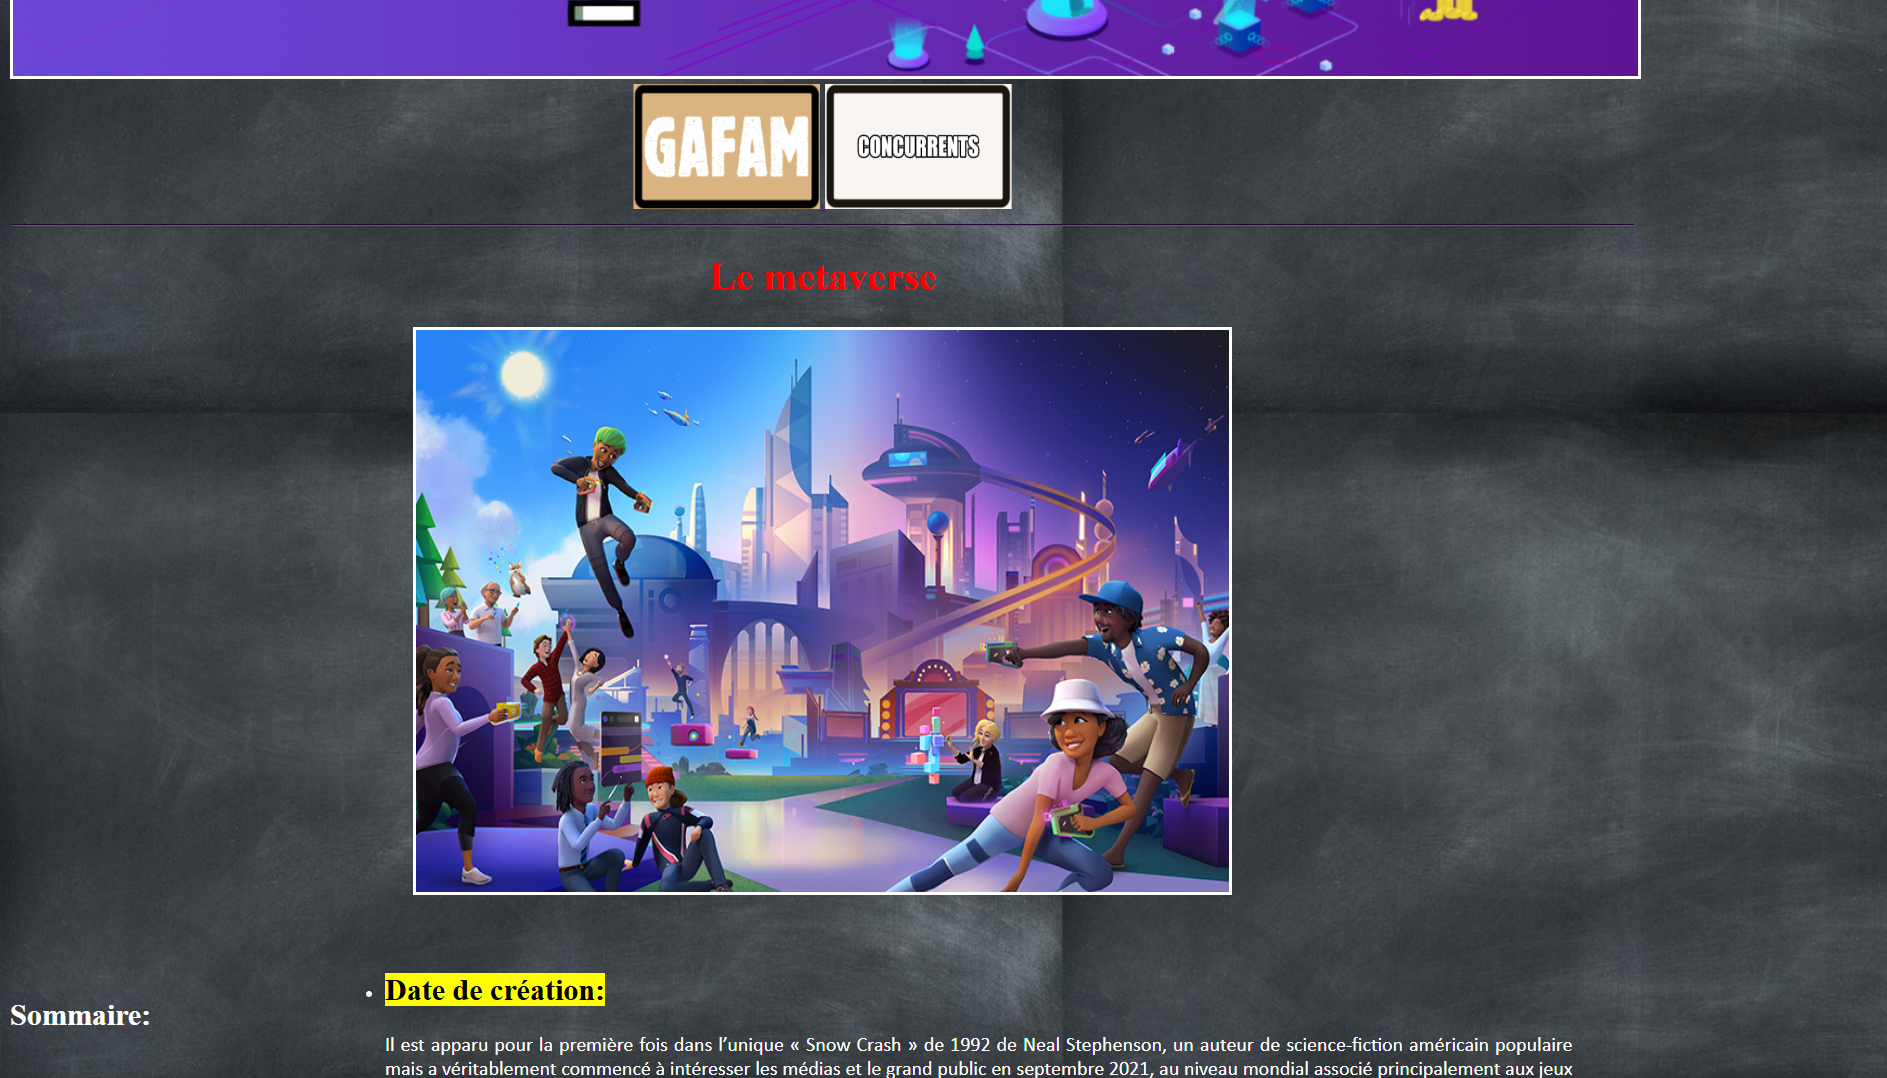 GAFAM
CONCURRENTS
Le metaverse
Date de création:
Sommaire:
Il est apparu pour la première fois dans l’unique « Snow Crash » de 1992 de Neal Stephenson, un auteur de science-fiction américain populaire
mais a véritablement commencé à intéresser les médias et le grand public en septembre 2021, au niveau mondial associé principalement aux jeux